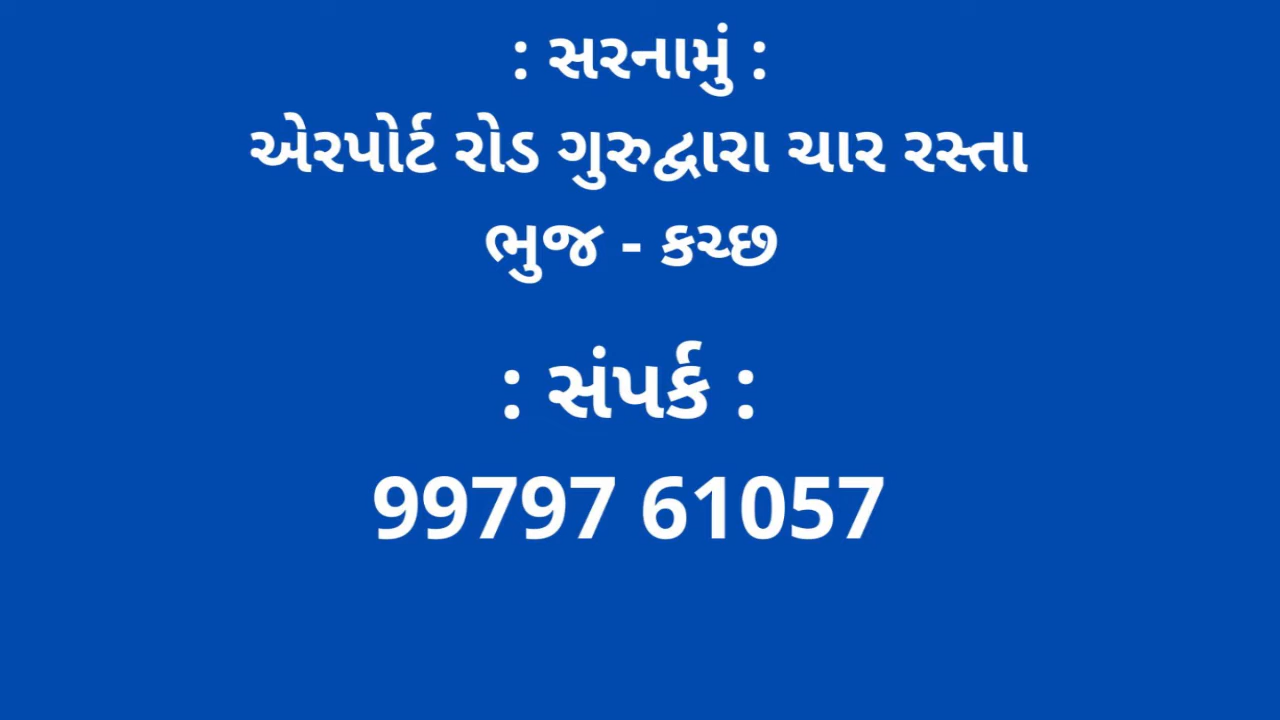 : સરનામું :
એરપોર્ટ રોડ ગુરુદ્વારા ચાર રસ્તા
ભુજ - કચ્છ
: સંપર્ક :
99797 61057